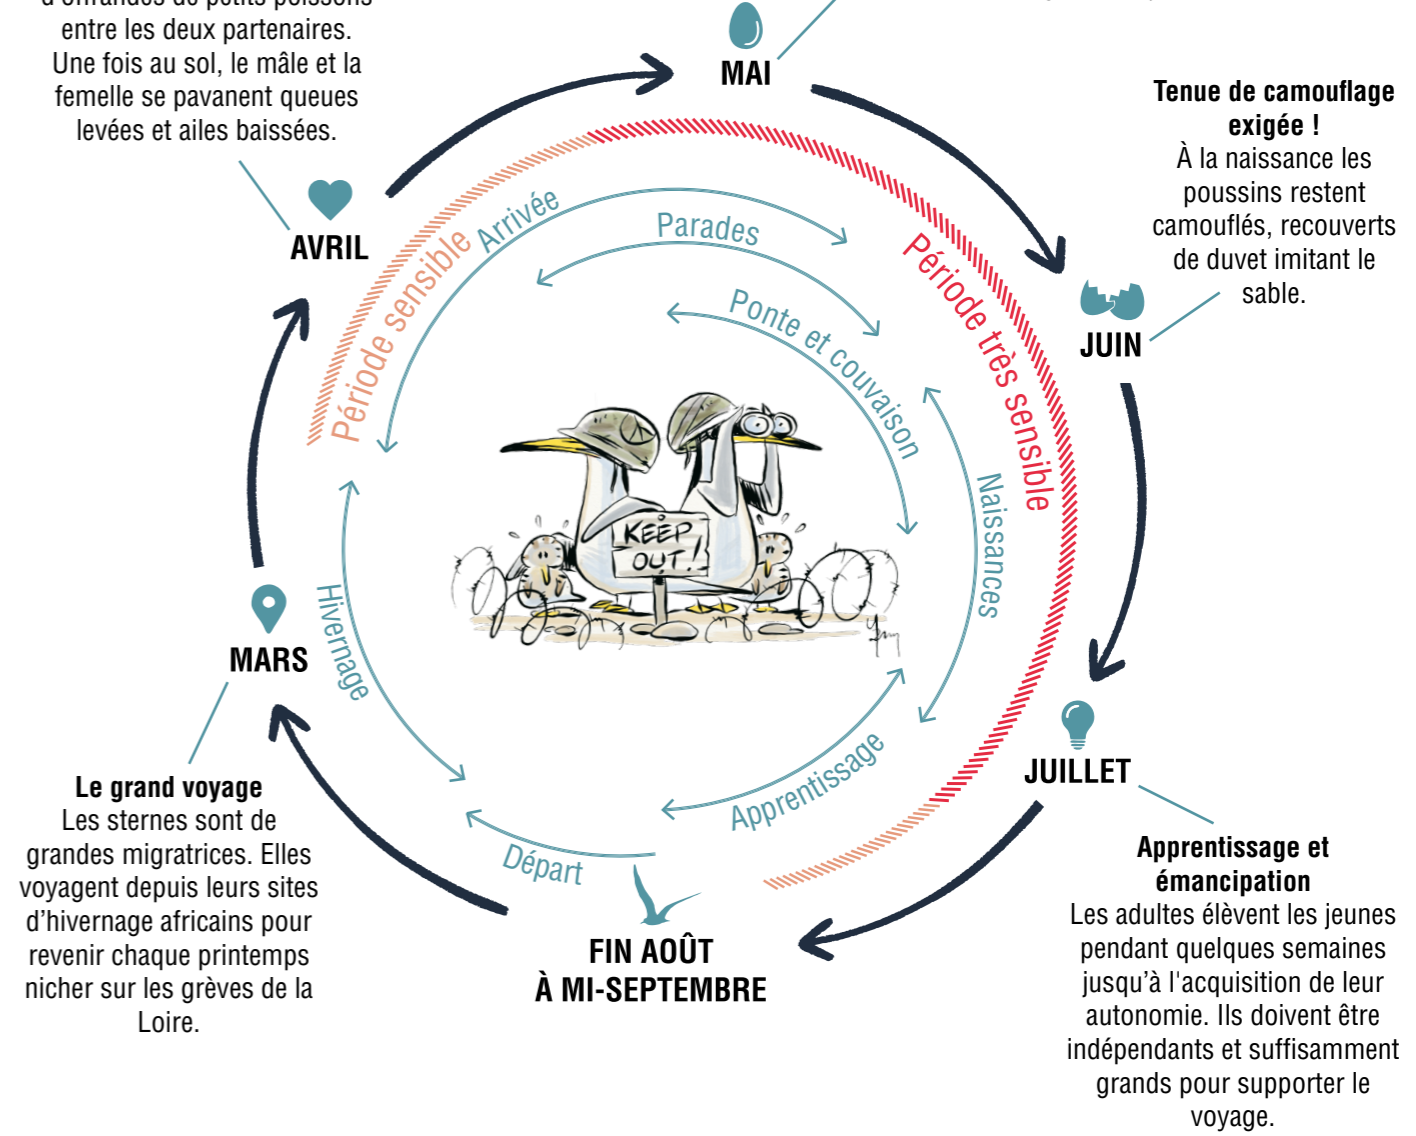 d'offrandes de petits poissons
entre les deux partenaires.
Une fois au sol, le mâle et la
femelle se pavanent queues
levées et ailes baissées.
AVRIL
MAI
Tenue de camouflage
exigée !
À la naissance les
poussins restent
camouflés, recouverts
de duvet imitant le
sable.
JUIN
Période sensible
Arrivée
Parades
Ponte et couvaison
Période très sensible
Naissances
KEEP
OUT !
Hivernage
Apprentissage
Départ
MARS
Le grand voyage
Les sternes sont de
grandes migratrices. Elles
voyagent depuis leurs sites
d’hivernage africains pour
revenir chaque printemps
nicher sur les grèves de la
Loire.
FIN AOÛT
À MI-SEPTEMBRE
JUILLET
Apprentissage et
émancipation
Les adultes élèvent les jeunes
pendant quelques semaines
jusqu’à l'acquisition de leur
autonomie. Ils doivent être
indépendants et suffisamment
grands pour supporter le
voyage.